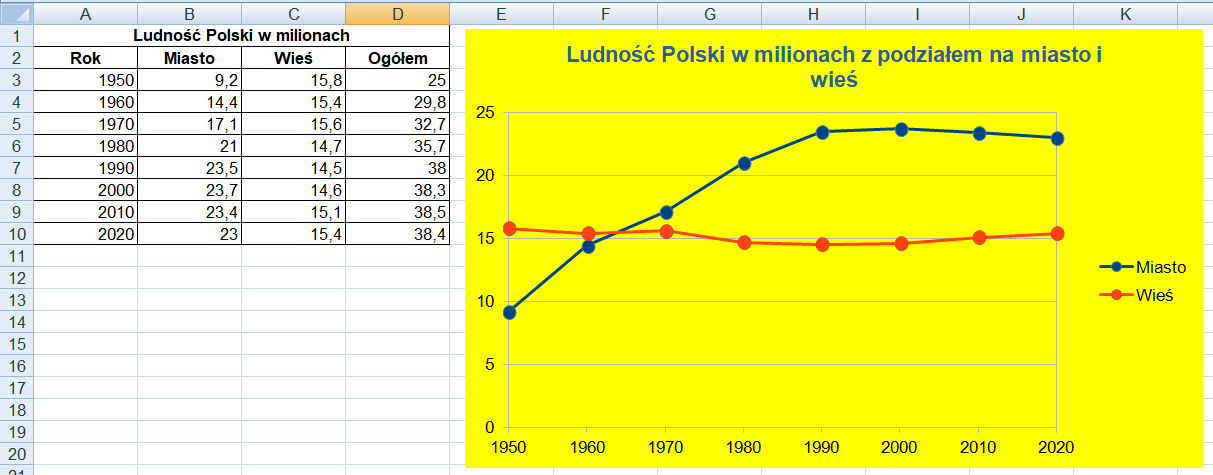 A B C D E F G H I J K
1 Ludność Polski w milionach
2 Rok Miasto Wieś Ogółem
3 1950 9,2 15,8 25
4 1960 14,4 15,4 29,8
5 1970 17,1 15,6 32,7
6 1980 21 14,7 35,7
7 1990 23,5 14,5 38
8 2000 23,7 14,6 38,3
9 2010 23,4 15,1 38,5
10 2020 23 15,4 38,4
11
12
13
14
15
16
17
18
19
20
21
Ludność Polski w milionach z podziałem na miasto i
wieś
25
20
15
10
5
0
1950 1960 1970 1980 1990 2000 2010 2020
Miasto
Wieś